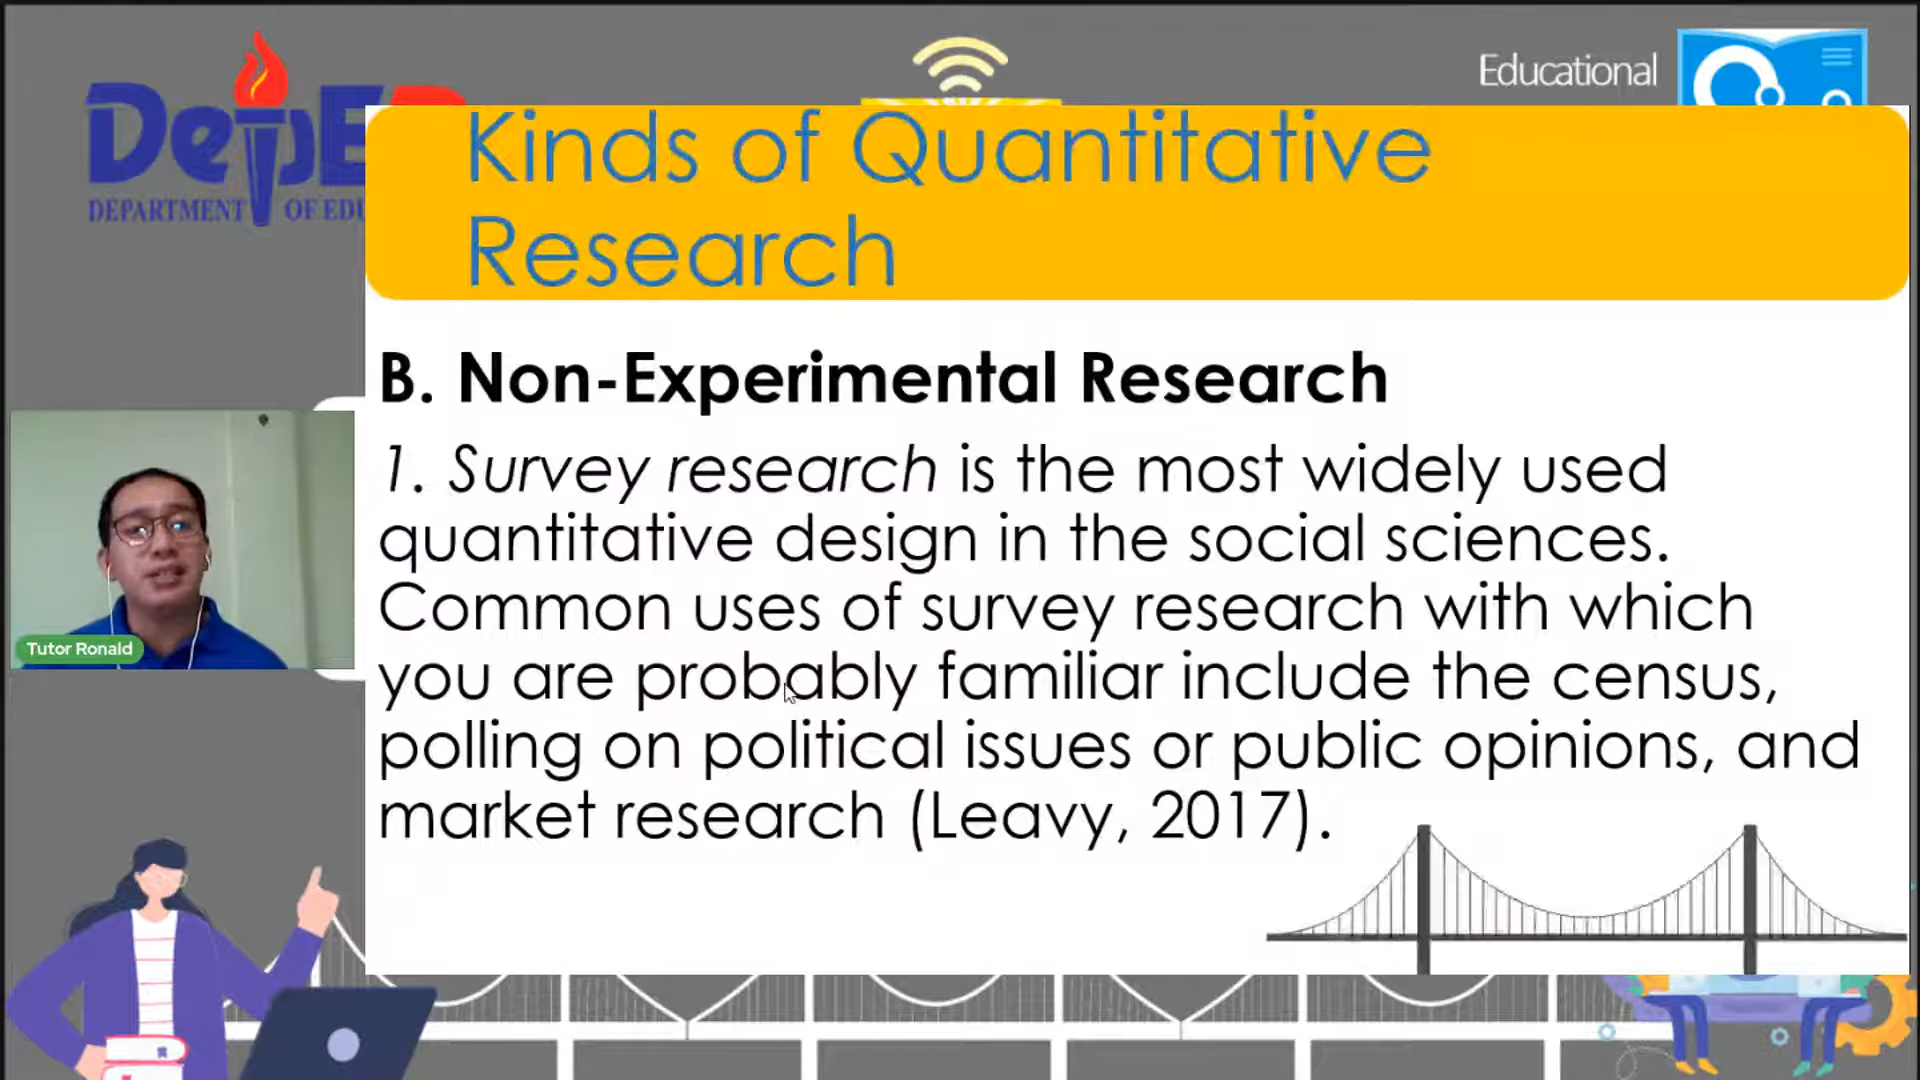 DepE
DEPARTMENT OF EDU
Educational
Kinds of Quantitative
Research
B. Non-Experimental Research
1. Survey research is the most widely used
quantitative design in the social sciences.
Common uses of survey research with which
you are probably familiar include the census,
polling on political issues or public opinions, and
market research (Leavy, 2017).
Tutor Ronald